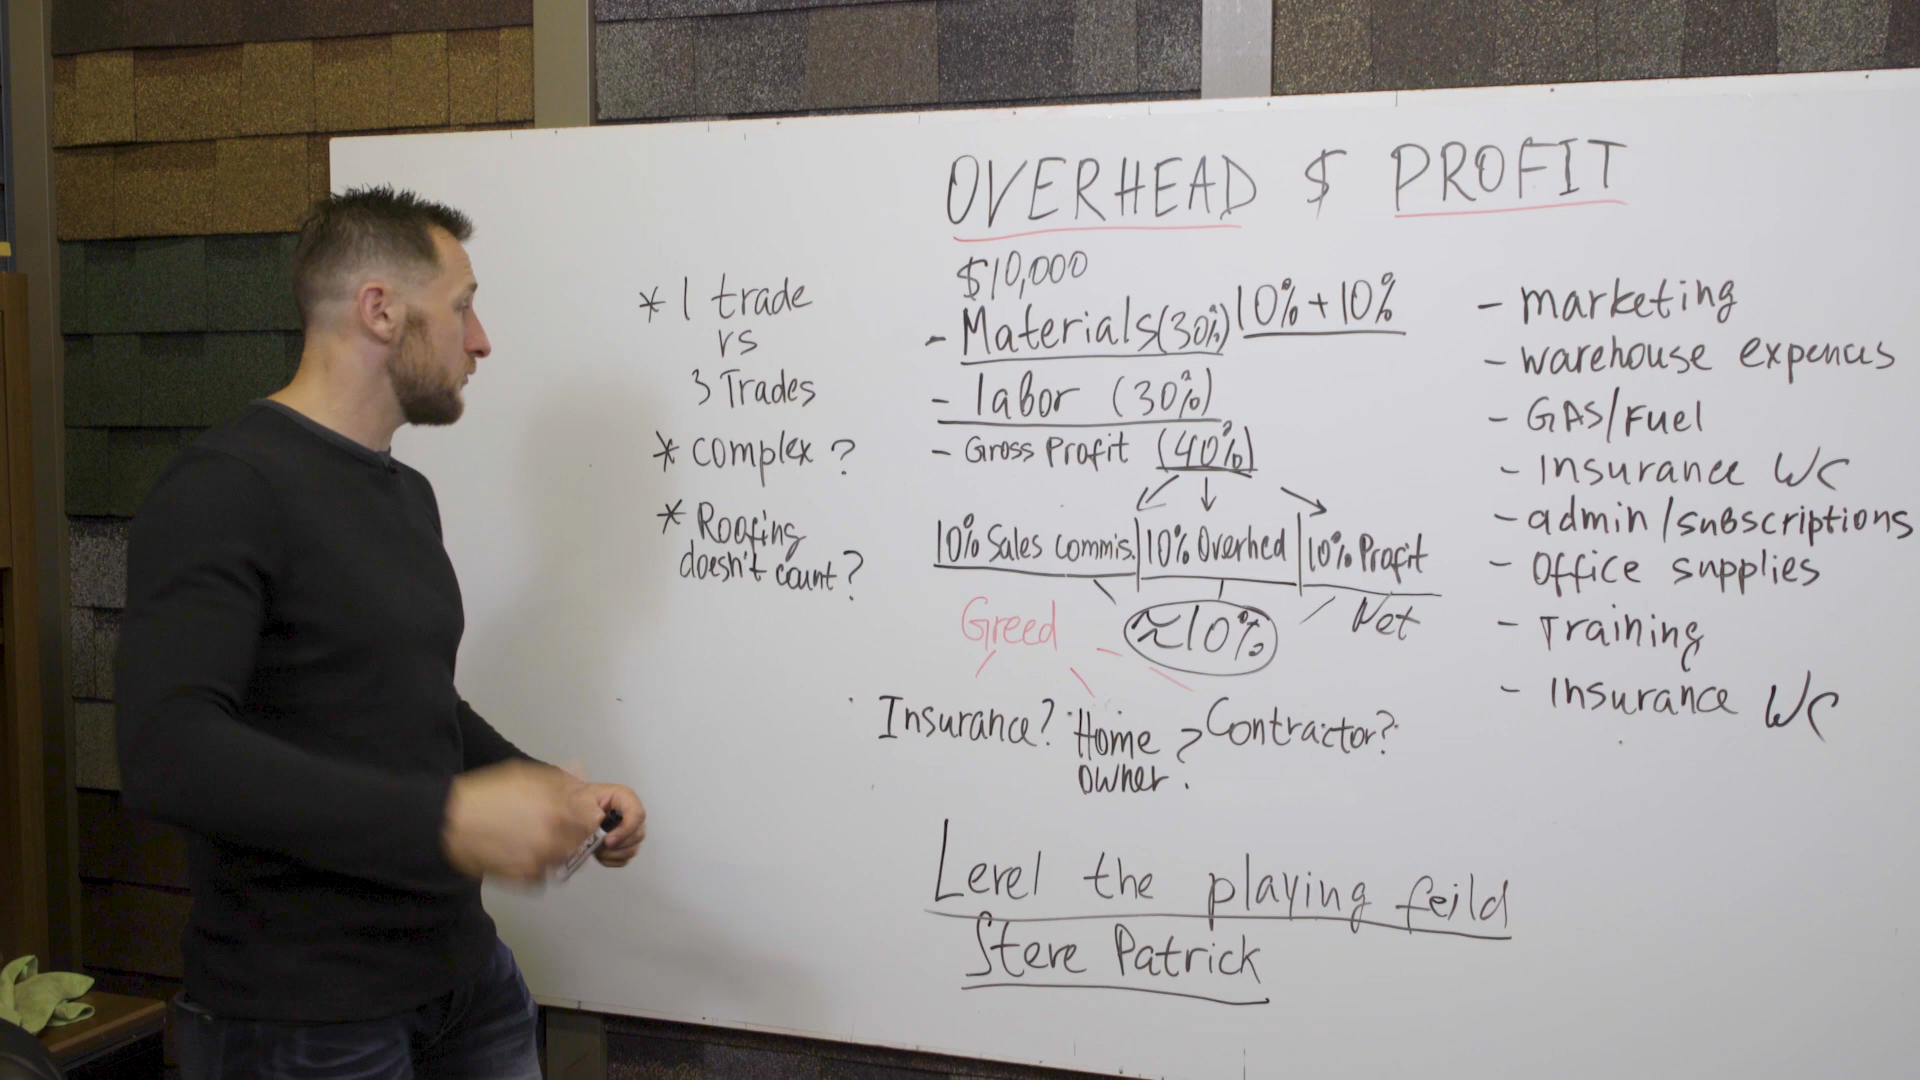 OVERHEAD $ PROFIT
* 1 trade
vs
3 Trades
* complex ?
* Roofing
doesn't count?
$10,000
- Materials (30%) 10% + 10%
- labor (30%)
- Gross Profit (40%)
10% Sales commis. | 10% Overhed | 10% Profit
Greed
≈10%
Net
Insurance? Home owner? Contractor?
Level the playing feild
Steve Patrick
- marketing
- warehouse expences
- GAS/Fuel
- Insurance WC
- admin/subscriptions
- Office supplies
- Training
- Insurance WC